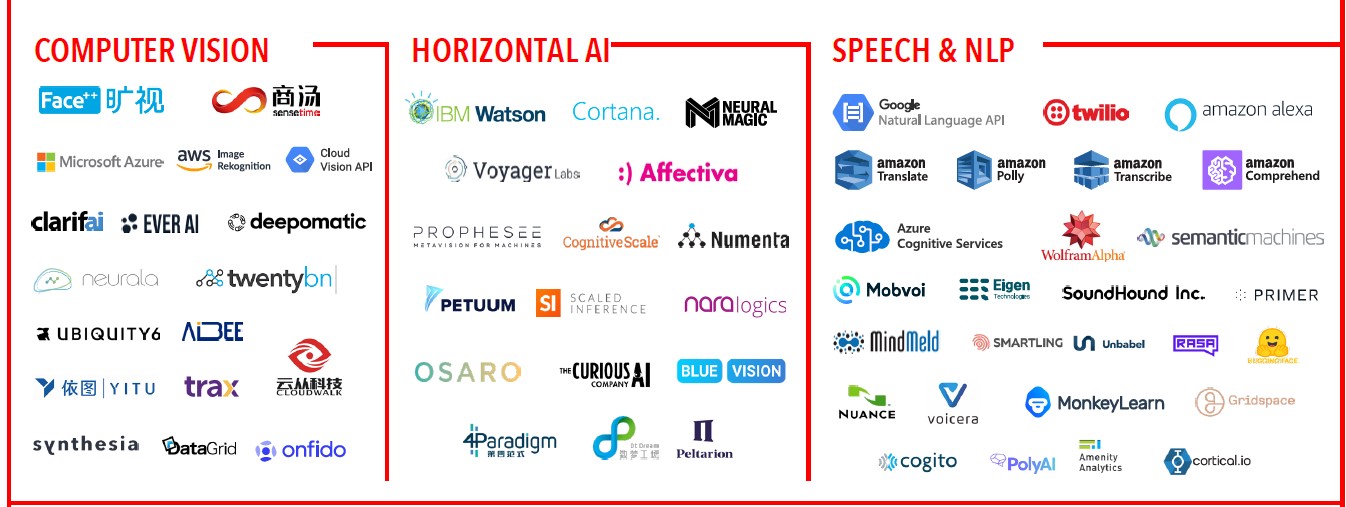 COMPUTER VISION
Face++ 旷视
商汤
sensetime
Microsoft Azure
aws Image
Rekognition
Cloud
Vision API
clarifai
EVER AI
deepomatic
neurala
twentybn
UBIQUITY6
AiBEE
依图 | YITU
trax
云从科技
CLOUDWALK
synthesia
DataGrid
onfido
HORIZONTAL AI
IBM Watson
Cortana.
NEURAL
MAGIC
Voyager Labs
:) Affectiva
PROPHESEE
METAVISION FOR MACHINES
CognitiveScale
Numenta
PETUUM
SI SCALED
INFERENCE
naralogics
OSARO
THE CURIOUS AI
COMPANY
BLUE VISION
4Paradigm
第四范式
Dt Dream
数梦工场
Peltarion
SPEECH & NLP
Google
Natural Language API
twilio
amazon alexa
amazon
Translate
amazon
Polly
amazon
Transcribe
amazon
Comprehend
Azure
Cognitive Services
WolframAlpha
semanticmachines
Mobvoi
Eigen
Technologies
SoundHound Inc.
PRIMER
MindMeld
SMARTLING
Unbabel
RASA
HUGGING FACE
NUANCE
voicera
MonkeyLearn
Gridspace
cogito
PolyAI
Amenity
Analytics
cortical.io